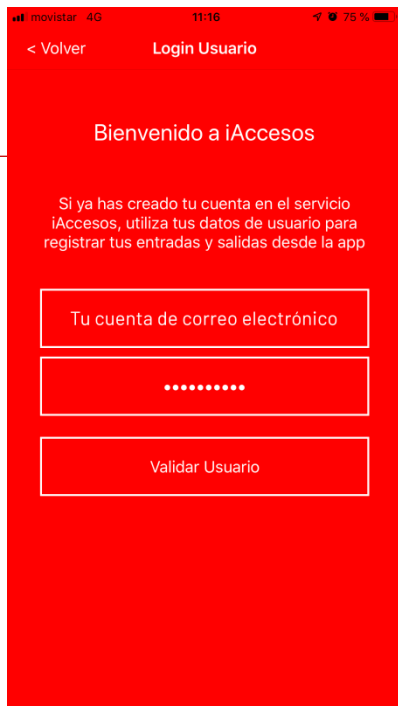 movistar 4G 11:16 75 %
< Volver Login Usuario
Bienvenido a iAccesos
Si ya has creado tu cuenta en el servicio
iAccesos, utiliza tus datos de usuario para
registrar tus entradas y salidas desde la app
Tu cuenta de correo electrónico
••••••••••
Validar Usuario